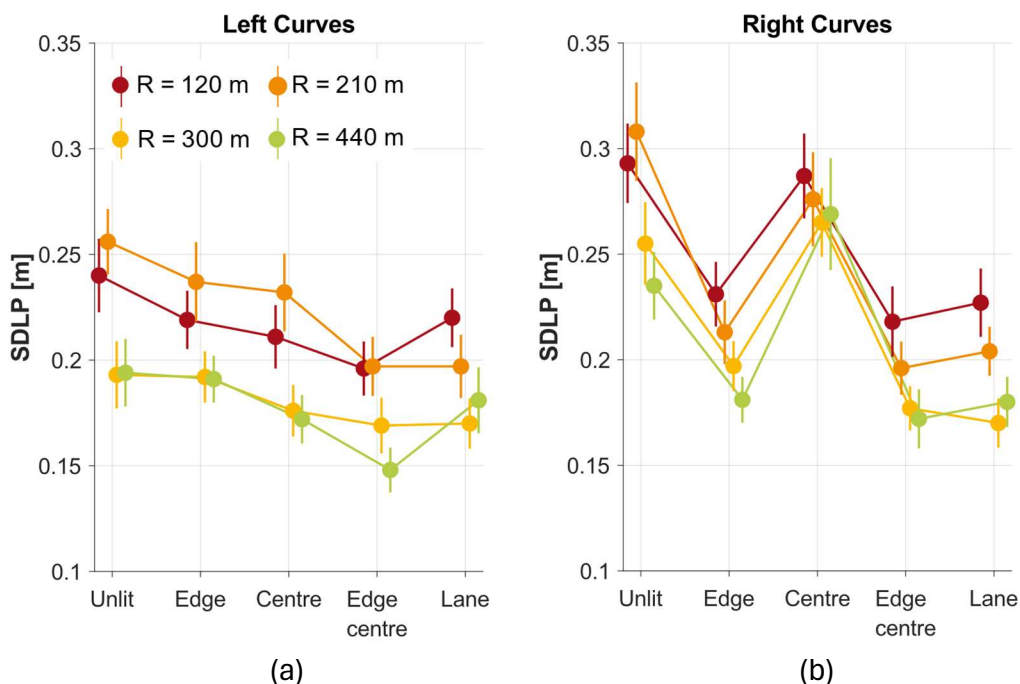 Left Curves
Right Curves
SDLP [m]
0.35
0.3
0.25
0.2
0.15
0.1
R = 120 m
R = 210 m
R = 300 m
R = 440 m
Unlit
Edge
Centre
Edge
centre
Lane
(a)
SDLP [m]
0.35
0.3
0.25
0.2
0.15
0.1
Unlit
Edge
Centre
Edge
centre
Lane
(b)